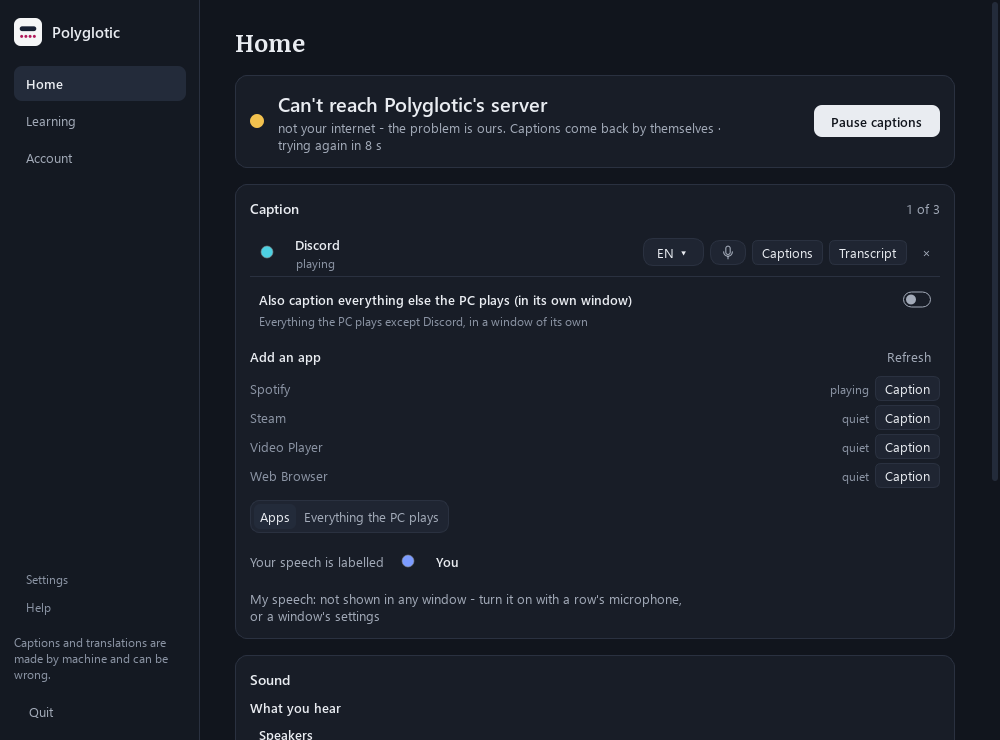 Polyglotic
Home
Learning
Account
Settings
Help
Captions and translations are
made by machine and can be
wrong.
Quit
Home
Can't reach Polyglotic's server
not your internet - the problem is ours. Captions come back by themselves ·
trying again in 8 s
Pause captions
Caption
1 of 3
Discord
playing
EN ▾
Captions
Transcript
×
Also caption everything else the PC plays (in its own window)
Everything the PC plays except Discord, in a window of its own
Add an app
Refresh
Spotify
playing
Caption
Steam
quiet
Caption
Video Player
quiet
Caption
Web Browser
quiet
Caption
Apps
Everything the PC plays
Your speech is labelled
You
My speech: not shown in any window - turn it on with a row's microphone,
or a window's settings
Sound
What you hear
Speakers